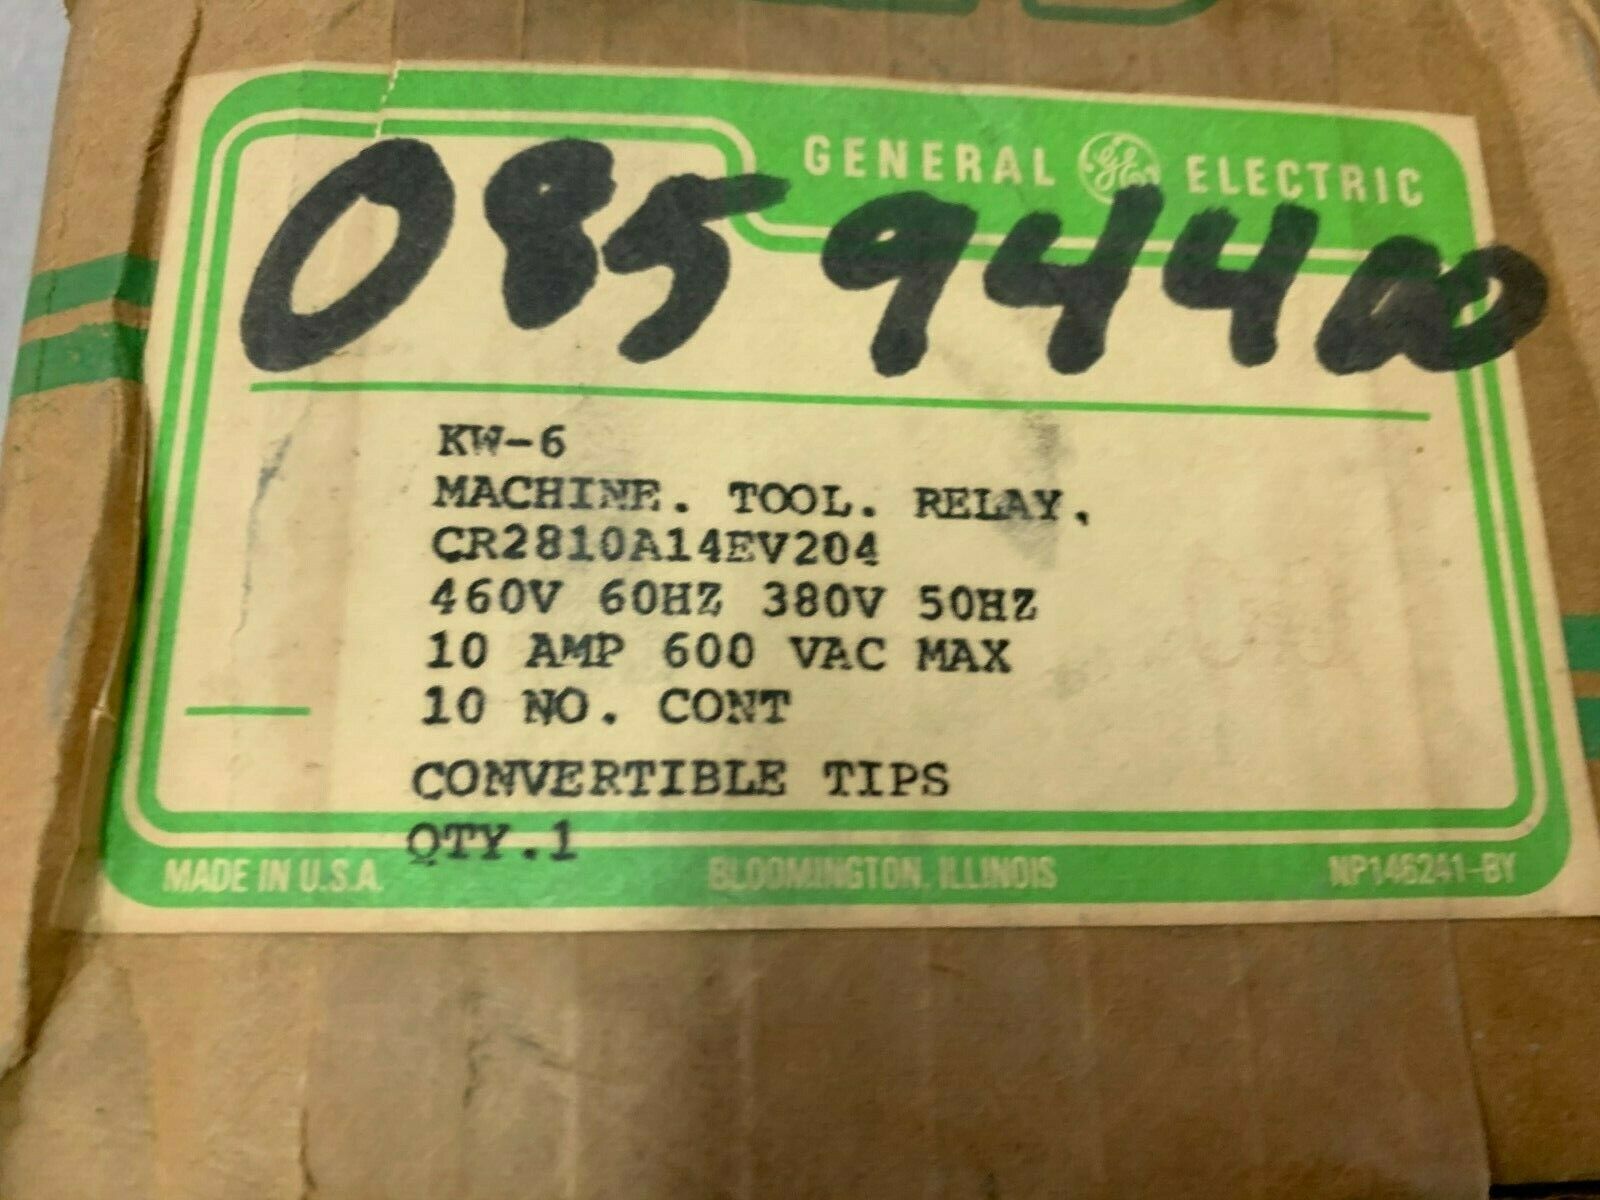 GENERAL GE ELECTRIC
085 94400
KW-6
MACHINE. TOOL. RELAY.
CR2810A14EV204
460V 60HZ 380V 50HZ
10 AMP 600 VAC MAX
10 NO. CONT
CONVERTIBLE TIPS
QTY.1
MADE IN U.S.A. BLOOMINGTON, ILLINOIS NP146241-BY